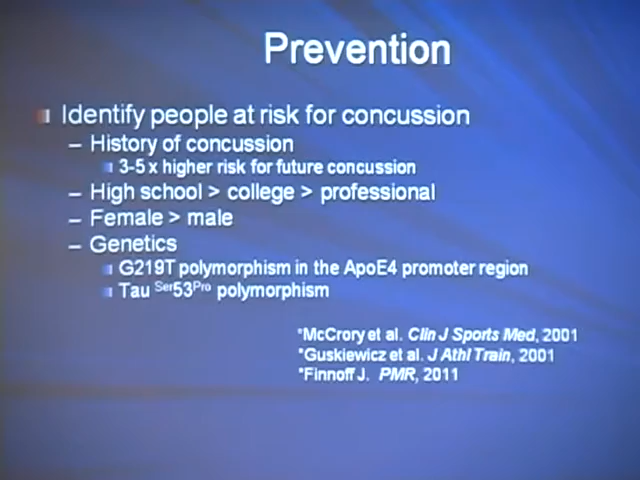 Prevention
Identify people at risk for concussion
– History of concussion
3-5 x higher risk for future concussion
– High school > college > professional
– Female > male
– Genetics
G219T polymorphism in the ApoE4 promoter region
Tau Ser53Pro polymorphism
*McCrory et al. Clin J Sports Med, 2001
*Guskiewicz et al. J Athl Train, 2001
*Finnoff J. PMR, 2011